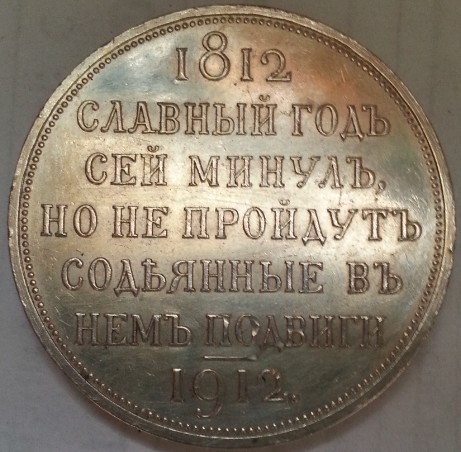 1812
СЛАВНЫЙ ГОДЪ
СЕЙ МИНУЛЪ,
НО НЕ ПРОЙДУТЪ
СОДѢЯННЫЕ ВЪ
НЕМЪ ПОДВИГИ
1912.